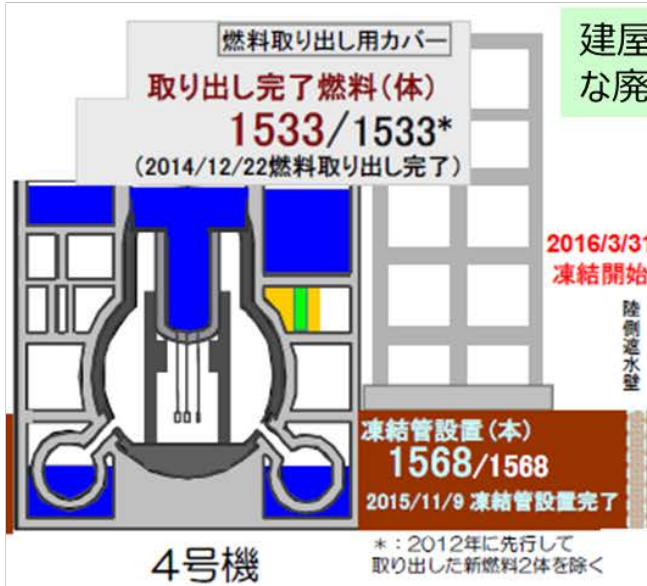 燃料取り出し用カバー
取り出し完了燃料(体)
1533/1533*
(2014/12/22燃料取り出し完了)
建屋
な廃
2016/3/31
凍結開始
陸側遮水壁
凍結管設置(本)
1568/1568
2015/11/9 凍結管設置完了
4号機
*:2012年に先行して
取り出した新燃料2体を除く